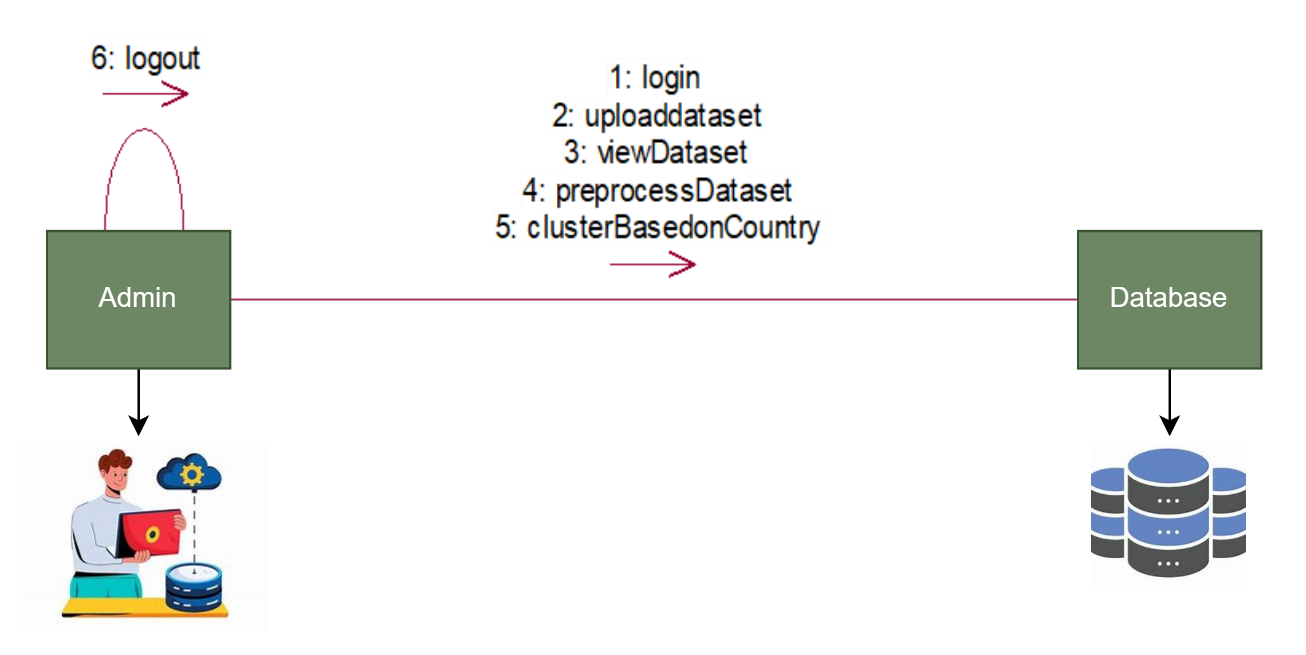 6: logout
1: login
2: uploaddataset
3: viewDataset
4: preprocessDataset
5: clusterBasedonCountry
Admin
Database